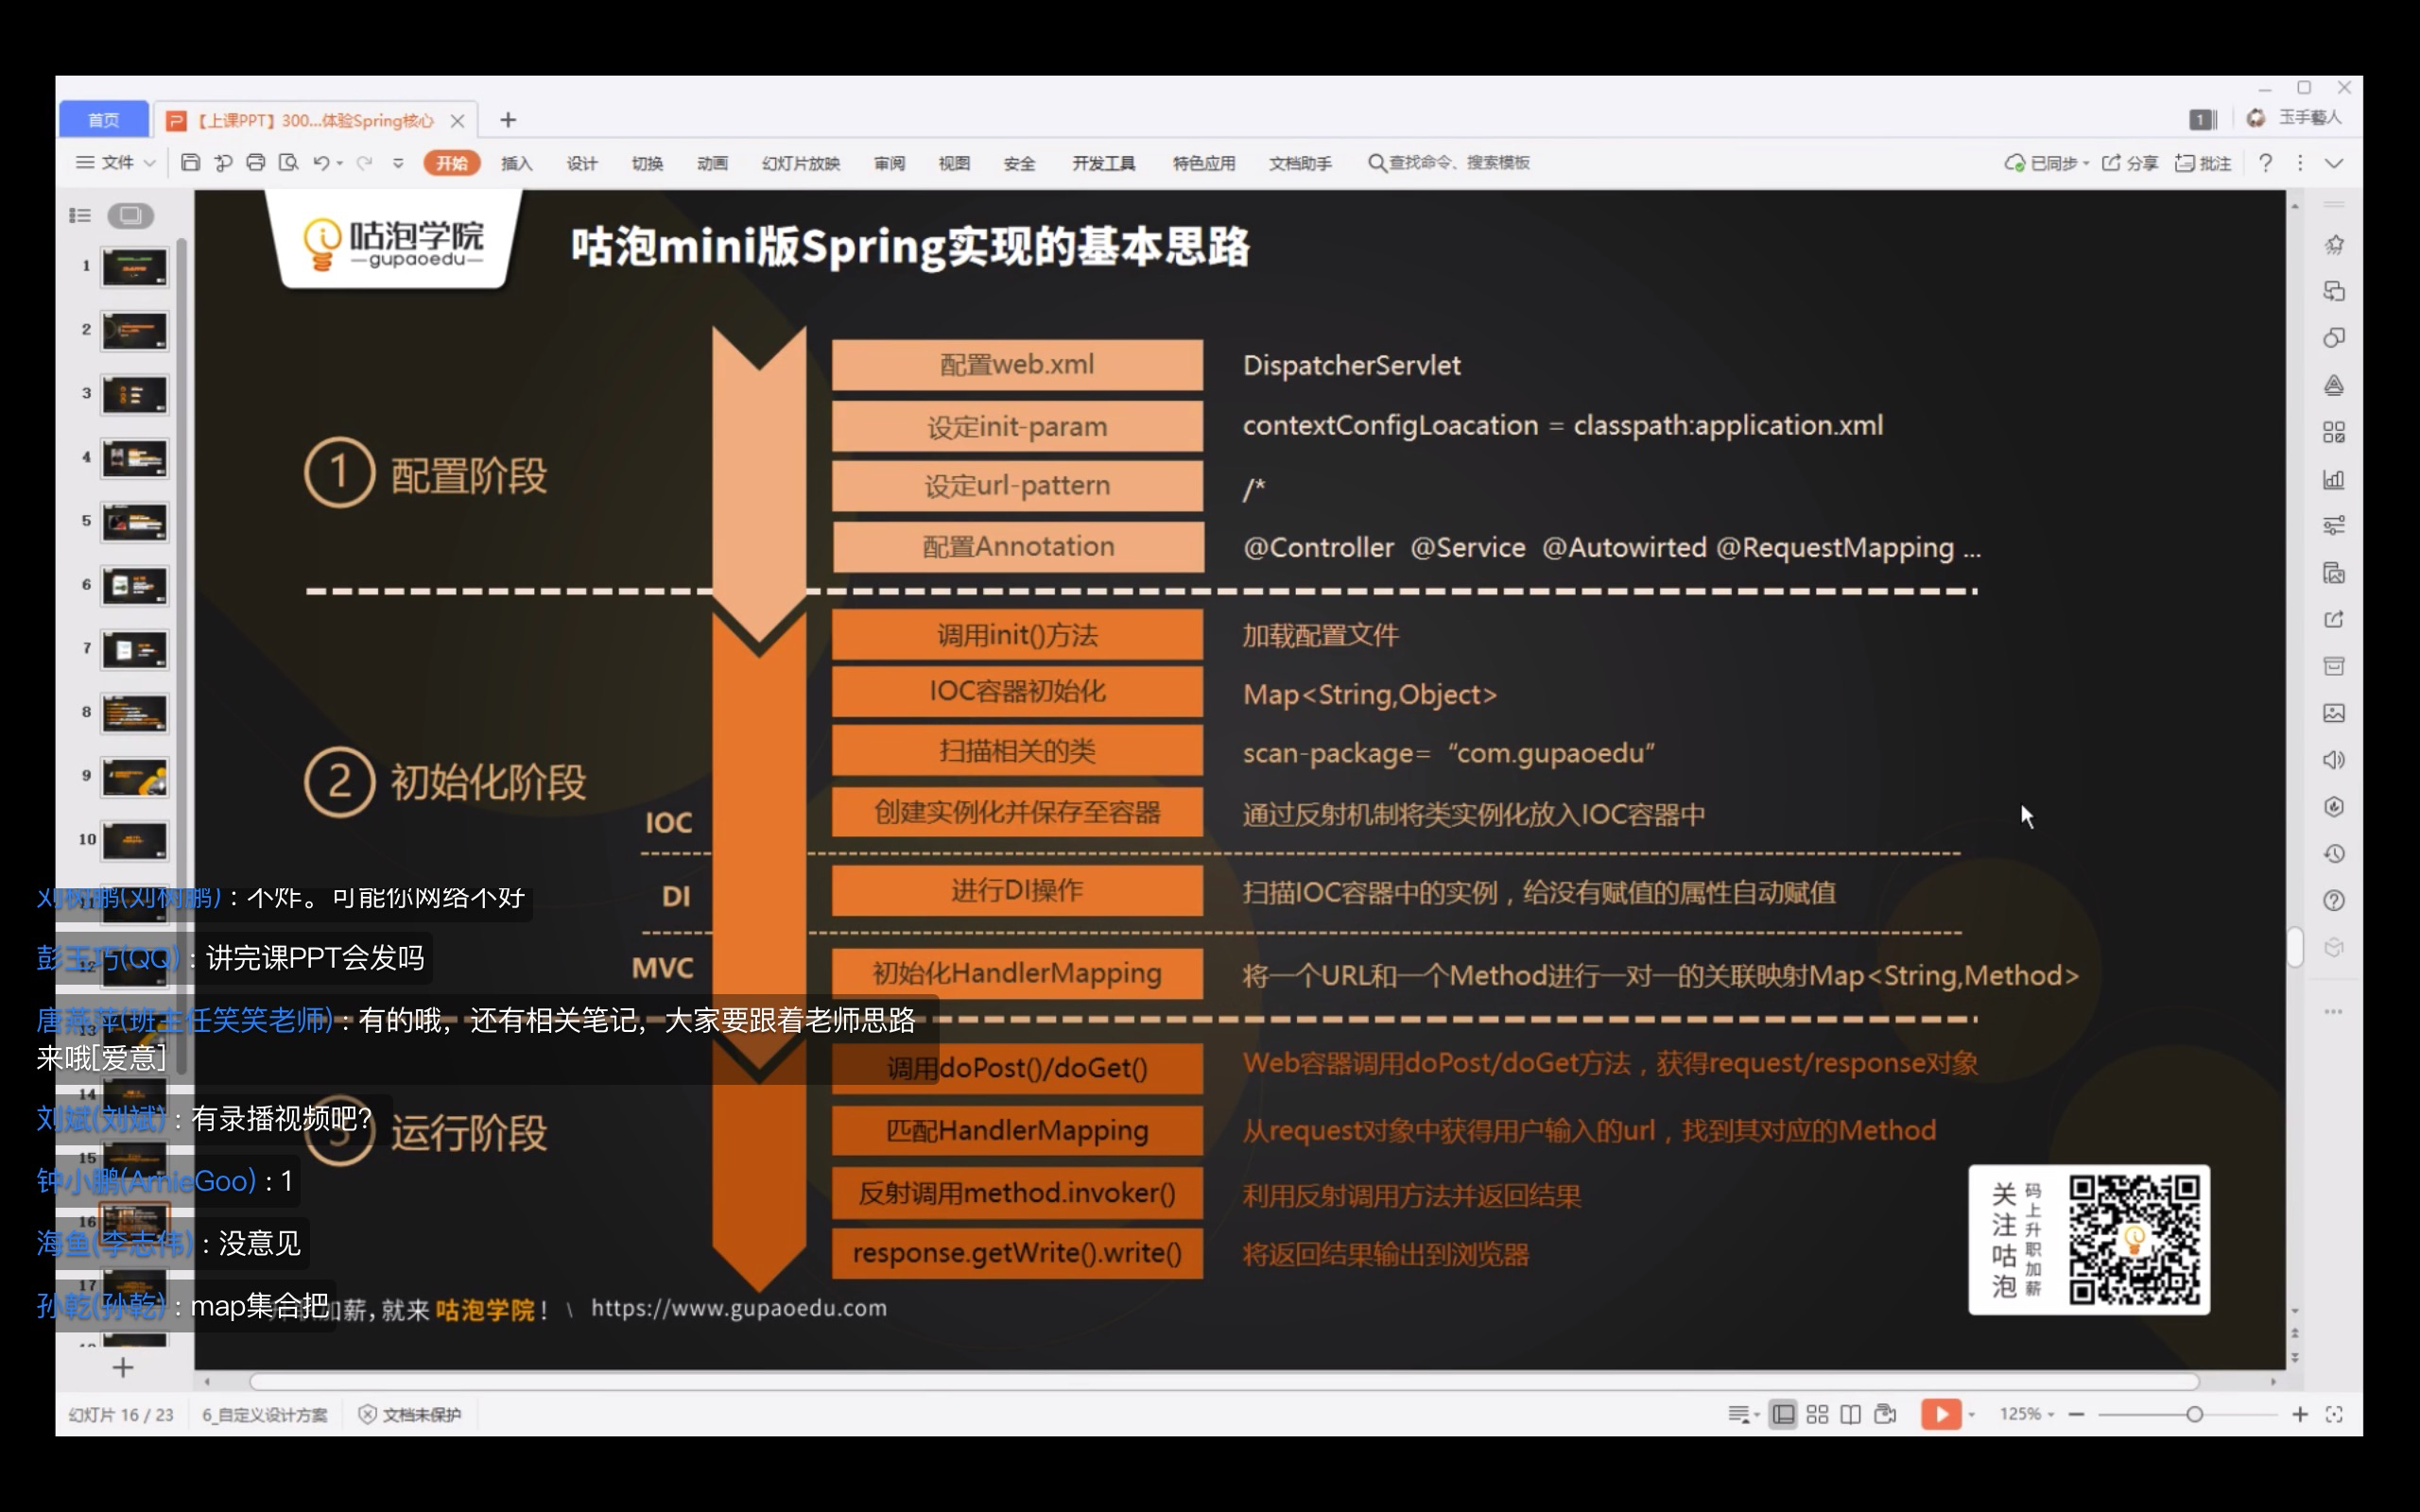 首页
【上课PPT】300...体验Spring核心
1
玉手藝人
文件
开始 插入 设计 切换 动画 幻灯片放映 审阅 视图 安全 开发工具 特色应用 文档助手 查找命令、搜索模板
已同步 分享 批注
1
2
3
4
5
6
7
8
9
10
12
13
14
15
16
17
咕泡学院
gupaoedu
咕泡mini版Spring实现的基本思路
1 配置阶段
配置web.xml DispatcherServlet
设定init-param contextConfigLoacation = classpath:application.xml
设定url-pattern /*
配置Annotation @Controller @Service @Autowirted @RequestMapping ...
2 初始化阶段
调用init()方法 加载配置文件
IOC容器初始化 Map<String,Object>
扫描相关的类 scan-package= “com.gupaoedu”
IOC
创建实例化并保存至容器 通过反射机制将类实例化放入IOC容器中
DI
进行DI操作 扫描IOC容器中的实例，给没有赋值的属性自动赋值
MVC
初始化HandlerMapping 将一个URL和一个Method进行一对一的关联映射Map<String,Method>
3 运行阶段
调用doPost()/doGet() Web容器调用doPost/doGet方法，获得request/response对象
匹配HandlerMapping 从request对象中获得用户输入的url，找到其对应的Method
反射调用method.invoker() 利用反射调用方法并返回结果
response.getWrite().write() 将返回结果输出到浏览器
加薪，就来 咕泡学院！ \ https://www.gupaoedu.com
关注咕泡
码上升职加薪
刘树鹏(刘树鹏)：不炸。可能你网络不好
彭玉巧(QQ)：讲完课PPT会发吗
唐燕萍(班主任笑笑老师)：有的哦，还有相关笔记，大家要跟着老师思路
来哦[爱意]
刘斌(刘斌)：有录播视频吧？
钟小鹏(ArnieGoo)：1
海鱼(李志伟)：没意见
孙乾(孙乾)：map集合把
幻灯片 16 / 23 6_自定义设计方案 文档未保护
125%